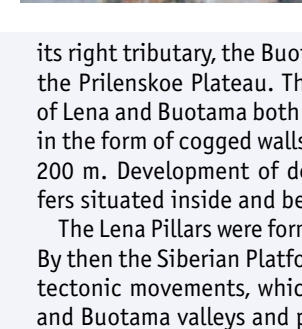 its right tributary, the Buo
the Prilenskoe Plateau. Th
of Lena and Buotama both
in the form of cogged walls
200 m. Development of de
fers situated inside and be
The Lena Pillars were for
By then the Siberian Platfo
tectonic movements, whic
and Buotama valleys and p